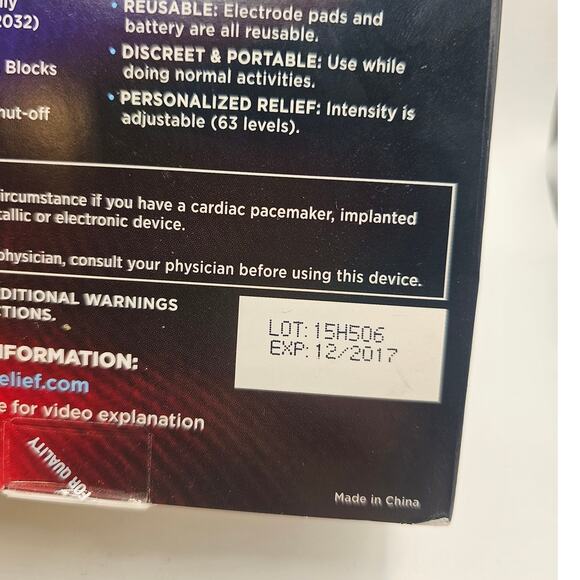 2032)
• REUSABLE: Electrode pads and
battery are all reusable.
• DISCREET & PORTABLE: Use while
doing normal activities.
Blocks
• PERSONALIZED RELIEF: Intensity is
adjustable (63 levels).
hut-off
ircumstance if you have a cardiac pacemaker, implanted
tallic or electronic device.
physician, consult your physician before using this device.
DITIONAL WARNINGS
CTIONS.
LOT: 15H506
EXP: 12/2017
NFORMATION:
elief.com
e for video explanation
FOR QUALITY
Made in China